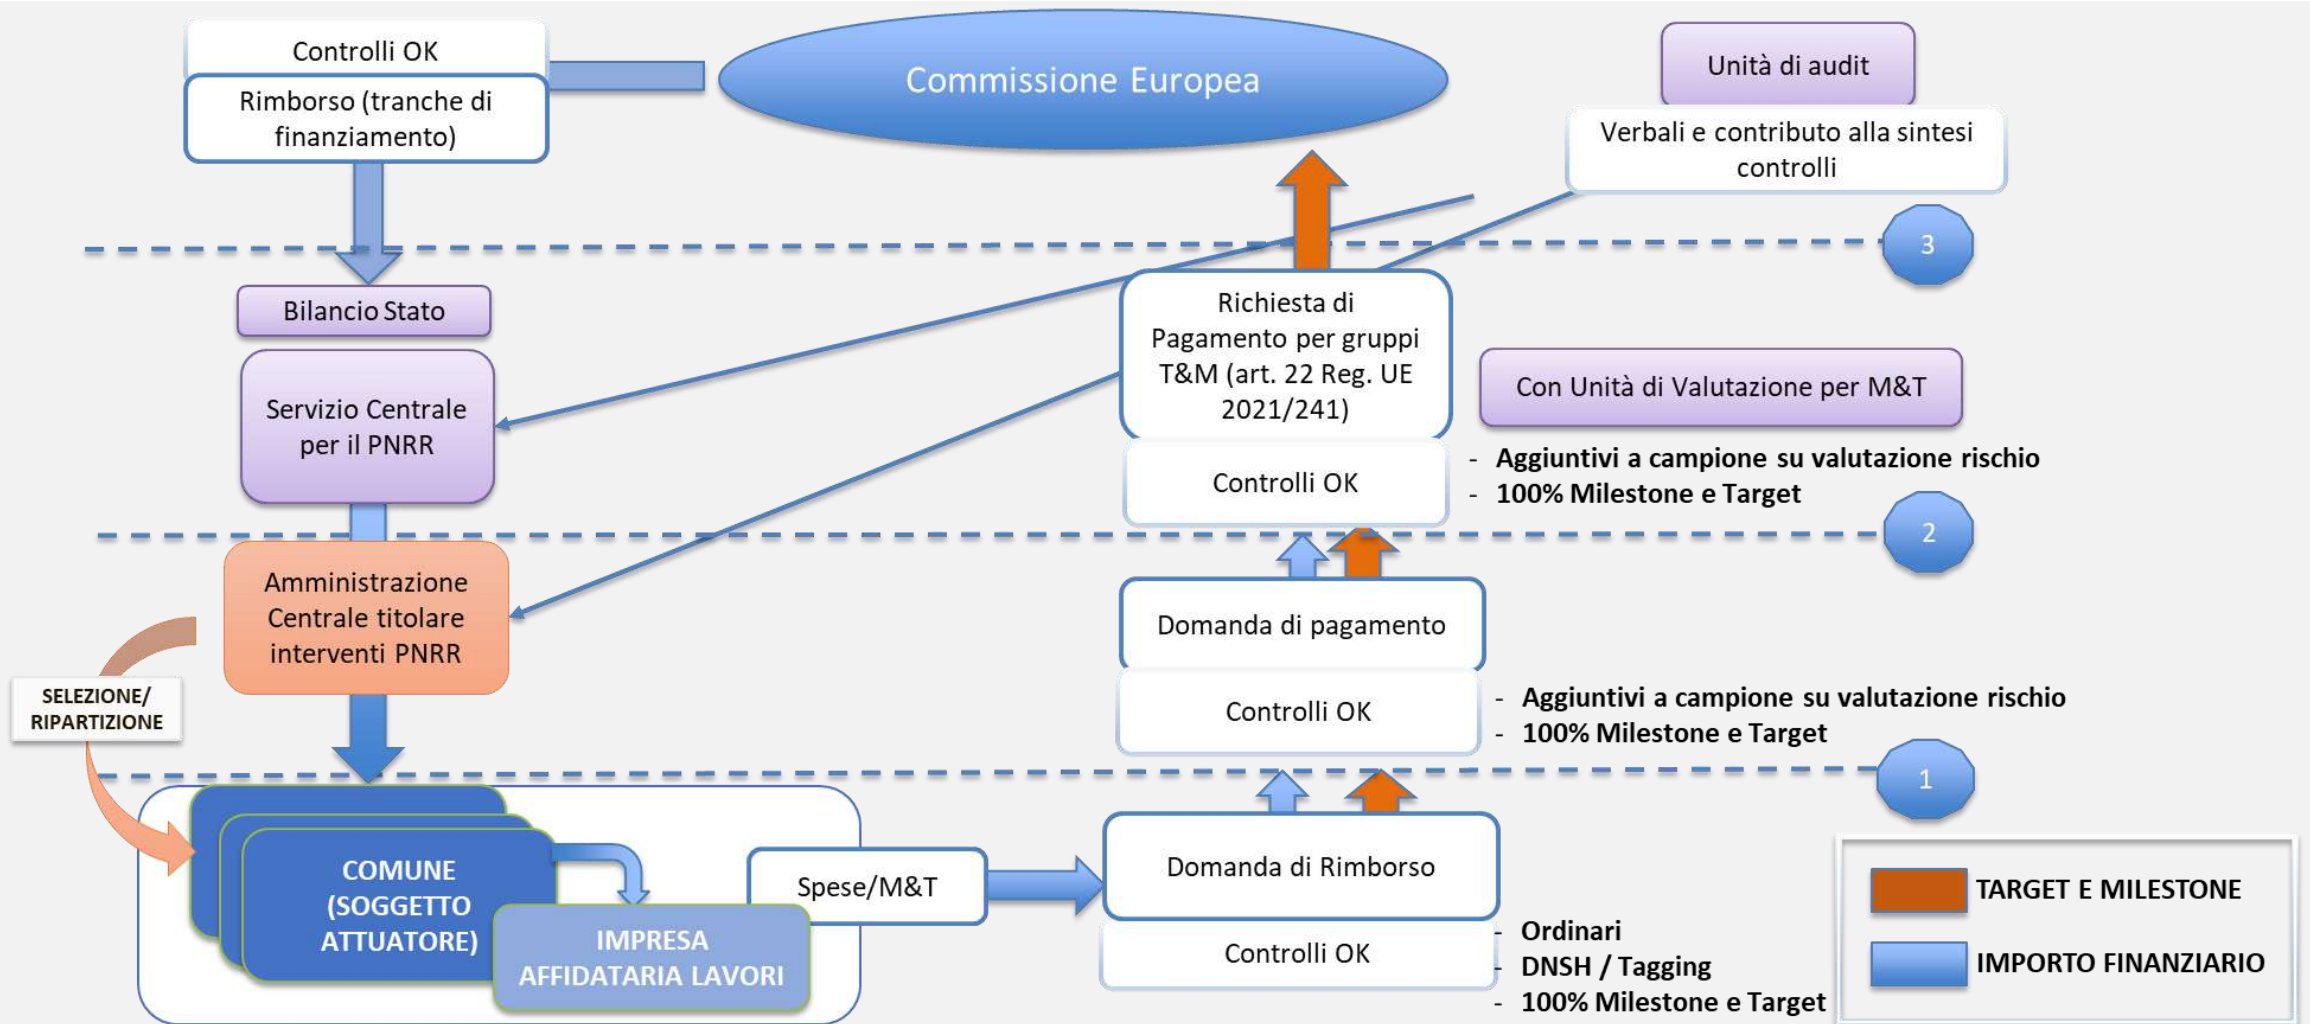 Controlli OK
Rimborso (tranche di
finanziamento)
Commissione Europea
Unità di audit
Verbali e contributo alla sintesi
controlli
3
Bilancio Stato
Servizio Centrale
per il PNRR
Richiesta di
Pagamento per gruppi
T&M (art. 22 Reg. UE
2021/241)
Con Unità di Valutazione per M&T
Controlli OK
- Aggiuntivi a campione su valutazione rischio
- 100% Milestone e Target
2
Amministrazione
Centrale titolare
interventi PNRR
Domanda di pagamento
SELEZIONE/
RIPARTIZIONE
Controlli OK
- Aggiuntivi a campione su valutazione rischio
- 100% Milestone e Target
1
COMUNE
(SOGGETTO
ATTUATORE)
IMPRESA
AFFIDATARIA LAVORI
Spese/M&T
Domanda di Rimborso
Controlli OK
- Ordinari
- DNSH / Tagging
- 100% Milestone e Target
TARGET E MILESTONE
IMPORTO FINANZIARIO